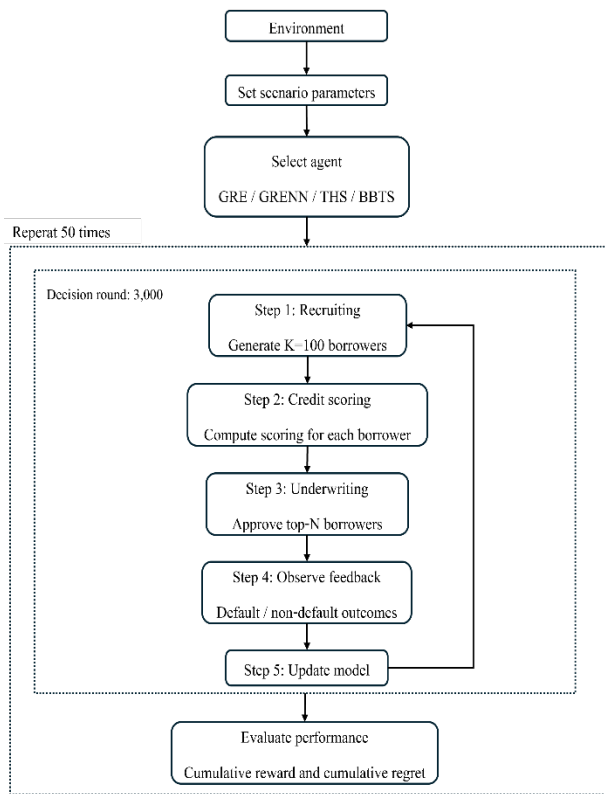 Environment
Set scenario parameters
Select agent
GRE / GRENN / THS / BBTS
Reperat 50 times
Decision round: 3,000
Step 1: Recruiting
Generate K=100 borrowers
Step 2: Credit scoring
Compute scoring for each borrower
Step 3: Underwriting
Approve top-N borrowers
Step 4: Observe feedback
Default / non-default outcomes
Step 5: Update model
Evaluate performance
Cumulative reward and cumulative regret